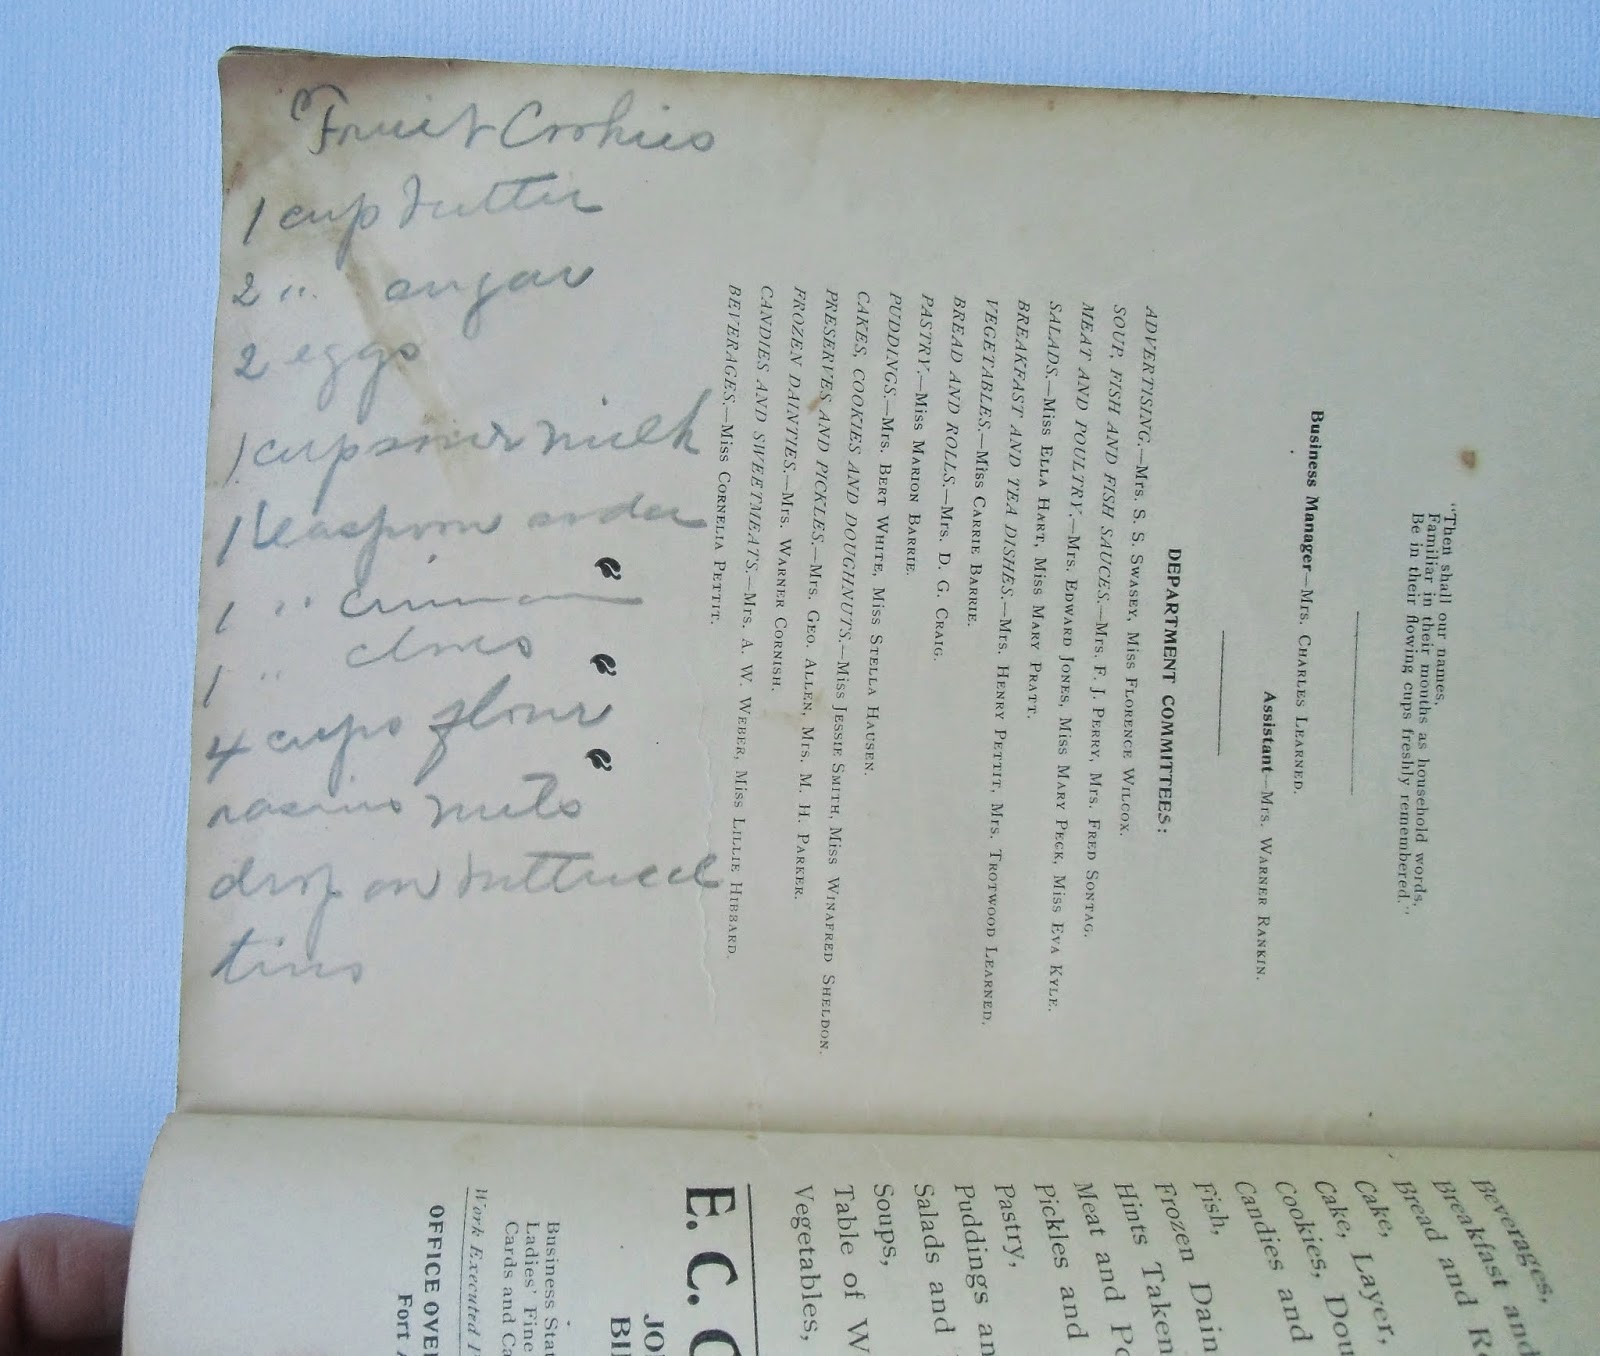 Fruit Cookies
1 cup butter
2 " sugar
2 eggs
1 cup sour milk
1 teaspoon soda
1 " cinnamon
1 " cloves
4 cups flour
rasins nuts
drop on buttered
tins
"Then shall our names,
Familiar in their mouths as household words,
Be in their flowing cups freshly remembered."
Business Manager—Mrs. Charles Learned.
Assistant—Mrs. Warner Rankin.
DEPARTMENT COMMITTEES:
ADVERTISING.—Mrs. S. S. Swasey, Miss Florence Wilcox.
SOUP, FISH AND FISH SAUCES.—Mrs. F. J. Perry, Mrs. Fred Sontag.
MEAT AND POULTRY.—Mrs. Edward Jones, Miss Mary Peck, Miss Eva Kyle.
SALADS.—Miss Ella Hart, Miss Mary Pratt.
BREAKFAST AND TEA DISHES.—Mrs. Henry Pettit, Mrs. Trotwood Learned.
VEGETABLES.—Miss Carrie Barrie.
BREAD AND ROLLS.—Mrs. D. G. Craig.
PASTRY.—Miss Marion Barrie.
PUDDINGS.—Mrs. Bert White, Miss Stella Hausen.
CAKES, COOKIES AND DOUGHNUTS.—Miss Jessie Smith, Miss Winafred Sheldon.
PRESERVES AND PICKLES.—Mrs. Geo. Allen, Mrs. M. H. Parker.
FROZEN DAINTIES.—Mrs. Warner Cornish.
CANDIES AND SWEETMEATS.—Mrs. A. W. Weber, Miss Lillie Hibbard.
BEVERAGES.—Miss Cornelia Pettit.
Beverages,
Breakfast and
Bread and
Cake,
Cake, Layer,
Cookies,
Candies and
Fish,
Frozen
Hints Taken
Meat and
Pickles and
Pastry,
Puddings
Salads and
Soups,
Table of
Vegetables,
E. C.
Business
Ladies' Fine
Cards and
Work Executed
OFFICE OVER
Fort